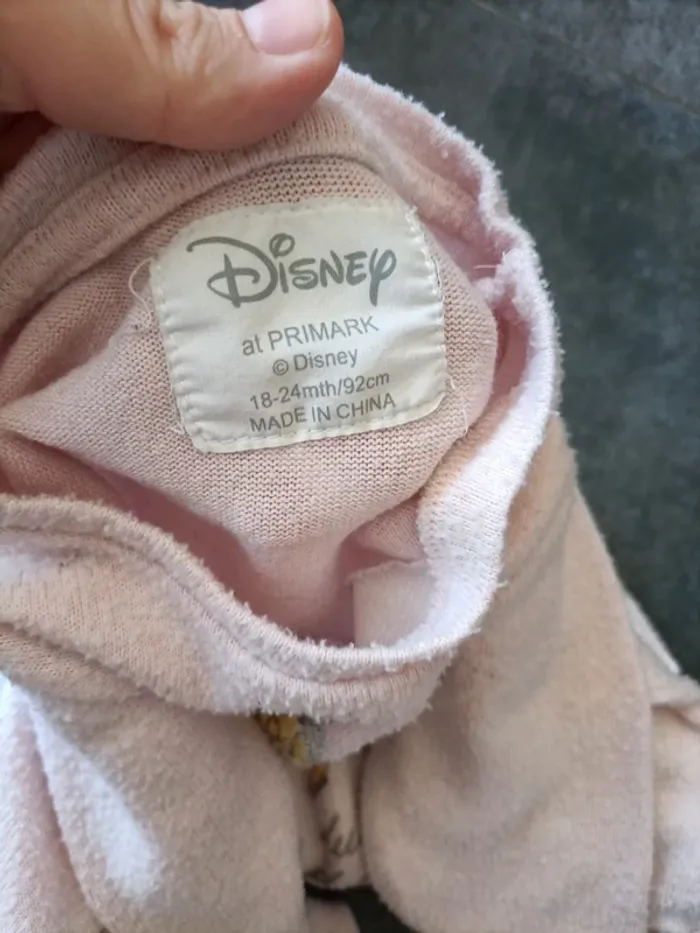 Disney
at PRIMARK
© Disney
18-24mth/92cm
MADE IN CHINA